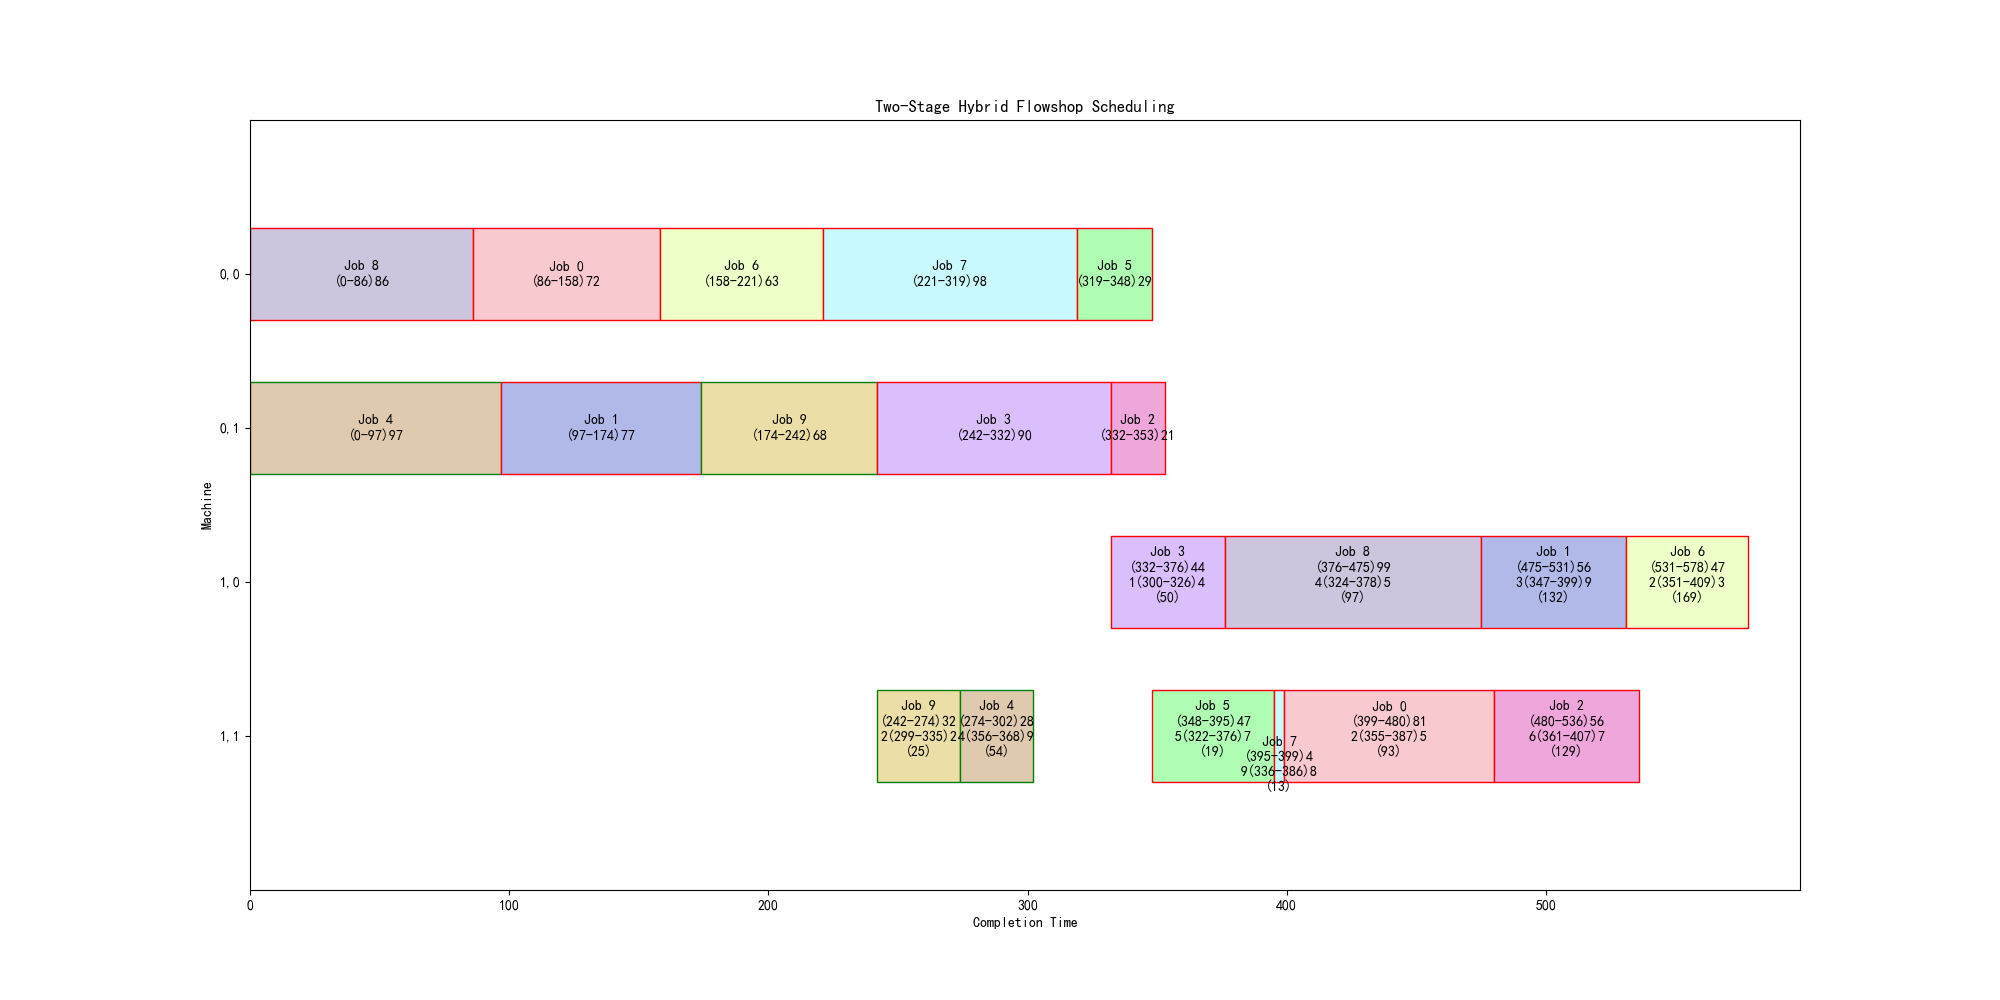 Two-Stage Hybrid Flowshop Scheduling
Machine
0,0
Job 8
(0-86)86
Job 0
(86-158)72
Job 6
(158-221)63
Job 7
(221-319)98
Job 5
(319-348)29
0,1
Job 4
(0-97)97
Job 1
(97-174)77
Job 9
(174-242)68
Job 3
(242-332)90
Job 2
(332-353)21
1,0
Job 3
(332-376)44
1(300-326)4
(50)
Job 8
(376-475)99
4(324-378)5
(97)
Job 1
(475-531)56
3(347-399)9
(132)
Job 6
(531-578)47
2(351-409)3
(169)
1,1
Job 9
(242-274)32
2(299-335)2
(25)
Job 4
(274-302)28
4(356-368)9
(54)
Job 5
(348-395)47
5(322-376)7
(19)
Job 7
(395-399)4
9(336-386)8
(13)
Job 0
(399-480)81
2(355-387)5
(93)
Job 2
(480-536)56
6(361-407)7
(129)
0
100
200
300
400
500
Completion Time